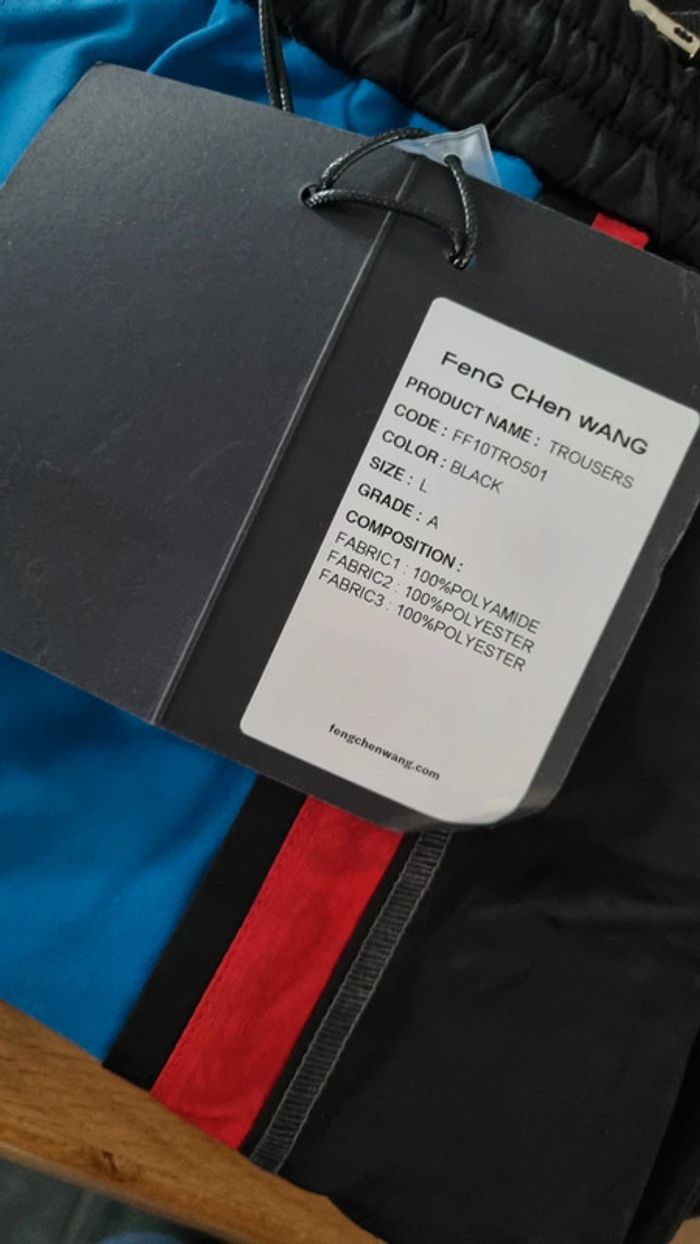 FenG CHen WANG
PRODUCT NAME : TROUSERS
CODE : FF10TRO501
COLOR : BLACK
SIZE : L
GRADE : A
COMPOSITION :
FABRIC1 : 100%POLYAMIDE
FABRIC2 : 100%POLYESTER
FABRIC3 : 100%POLYESTER
fengchenwang.com